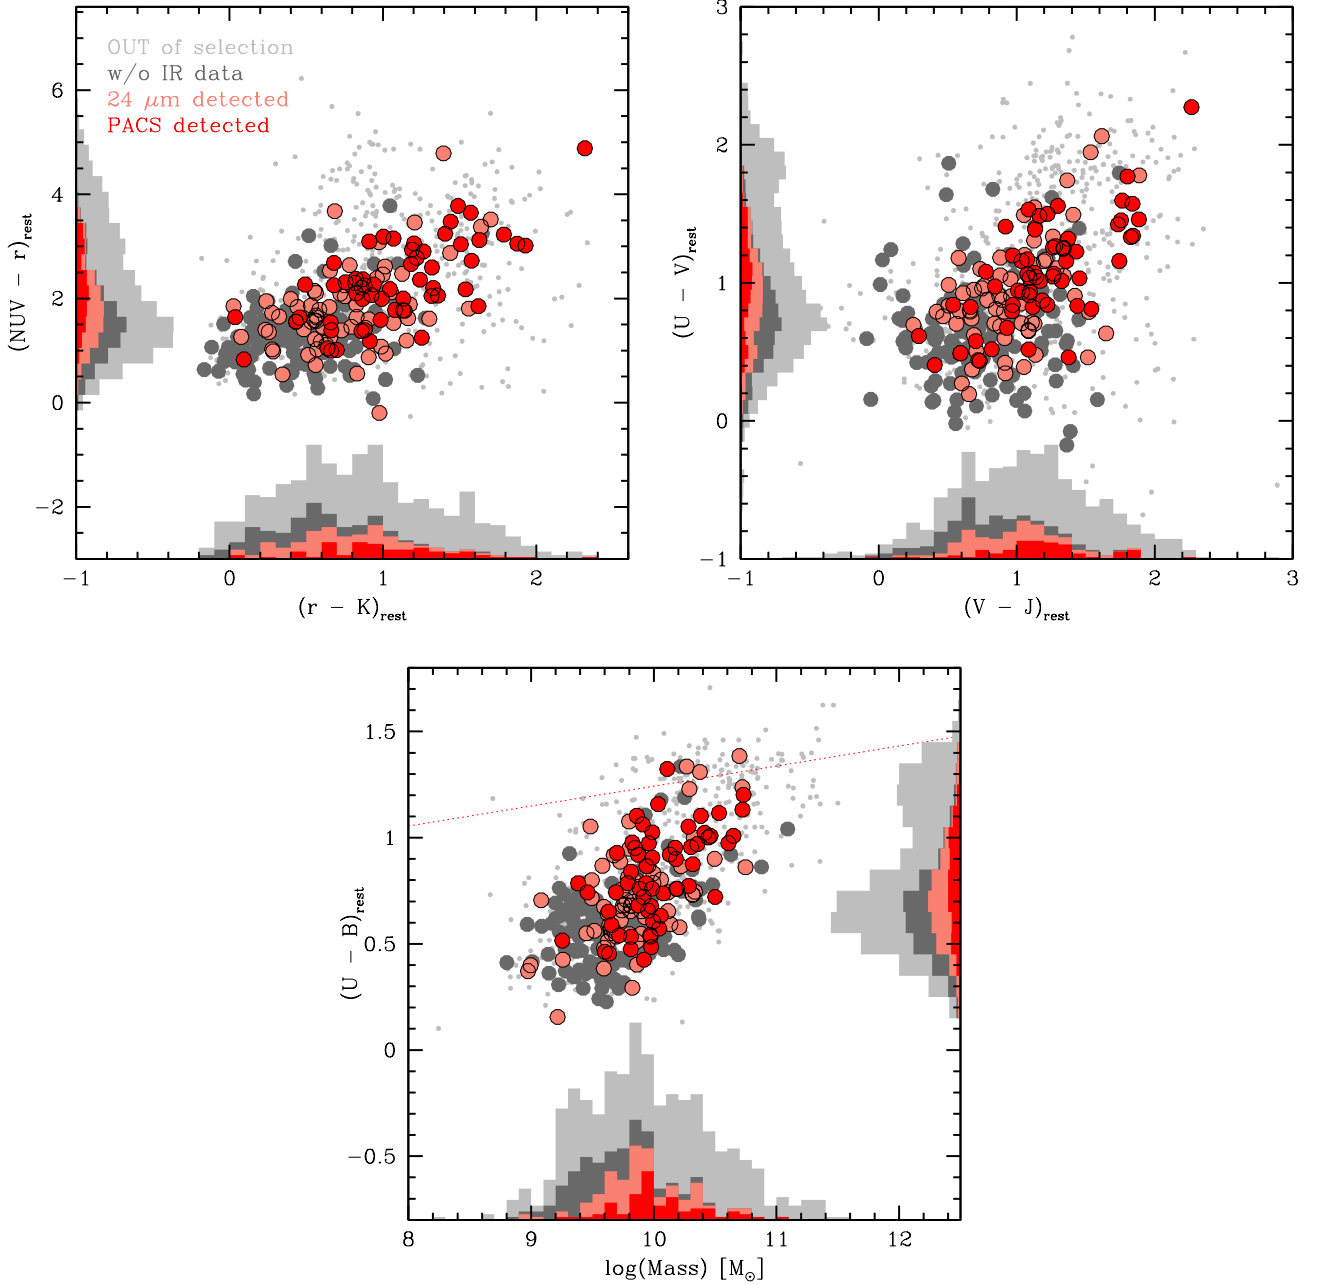 OUT of selection
w/o IR data
24 μm detected
PACS detected
6
4
2
0
−2
(NUV − r)rest
−1
0
1
2
(r − K)rest
3
2
1
0
−1
(U − V)rest
−1
0
1
2
3
(V − J)rest
1.5
1
0.5
0
−0.5
(U − B)rest
8
9
10
11
12
log(Mass) [M⊙]